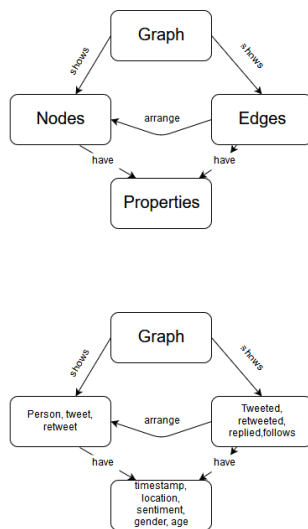 Graph
shows
shows
Nodes
arrange
Edges
have
have
Properties
Graph
shows
shows
Person, tweet,
retweet
arrange
Tweeted,
retweeted,
replied,follows
have
have
timestamp,
location,
sentiment,
gender, age